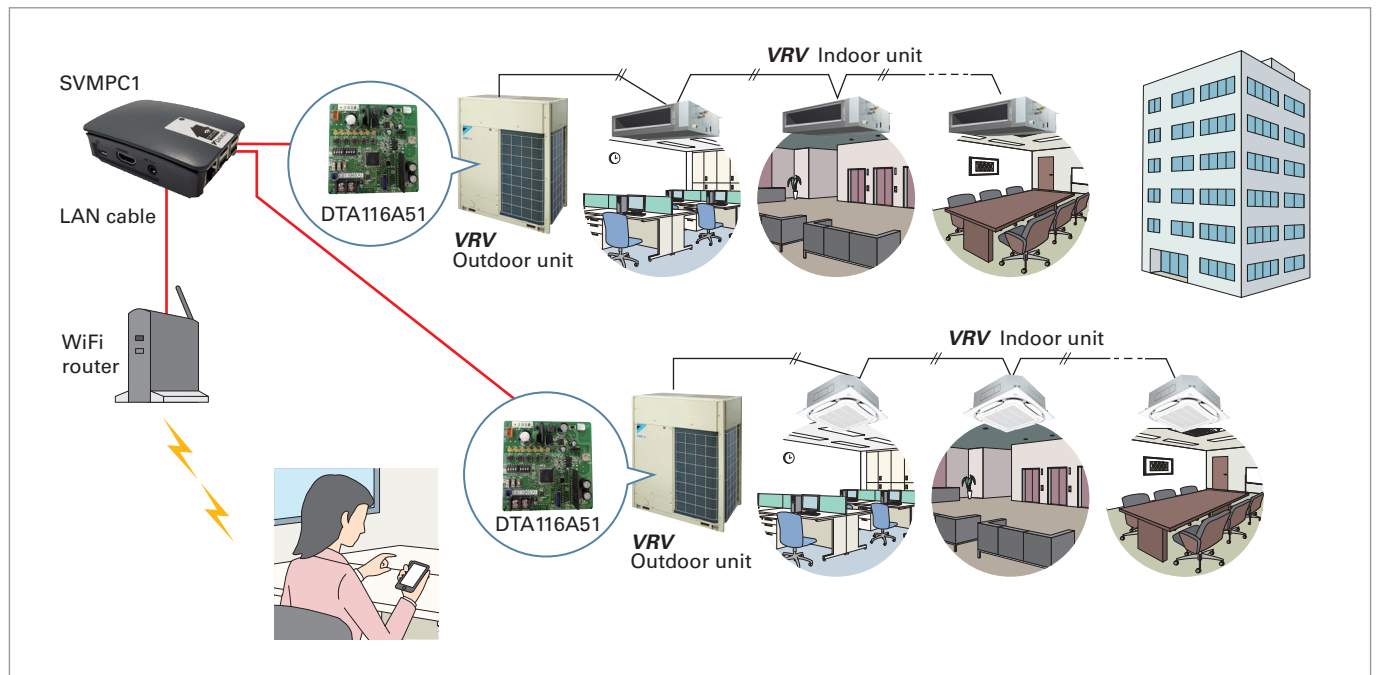 VRV Indoor unit
SVMPC1
DTA116A51
LAN cable
VRV
Outdoor unit
WiFi
router
VRV Indoor unit
DTA116A51
VRV
Outdoor unit